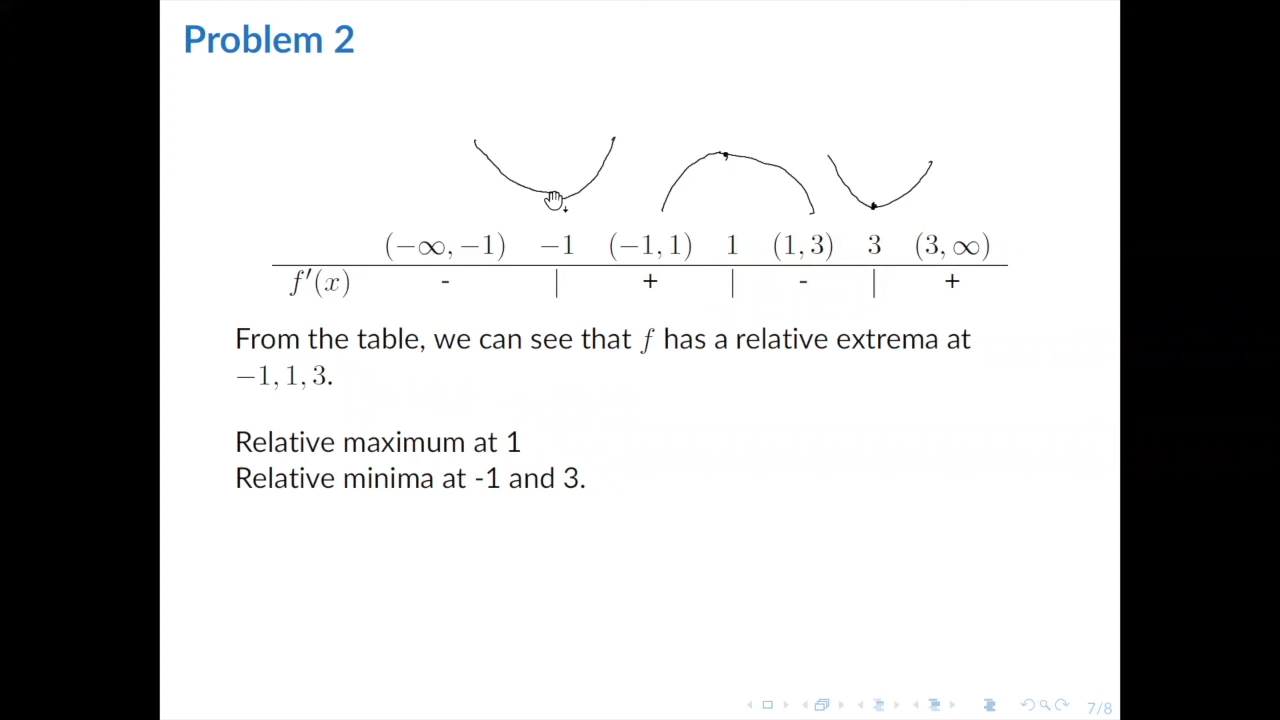 Problem 2
(−∞, −1) −1 (−1, 1) 1 (1, 3) 3 (3, ∞)
f′(x) - | + | - | +
From the table, we can see that f has a relative extrema at
−1, 1, 3.
Relative maximum at 1
Relative minima at -1 and 3.
7/8